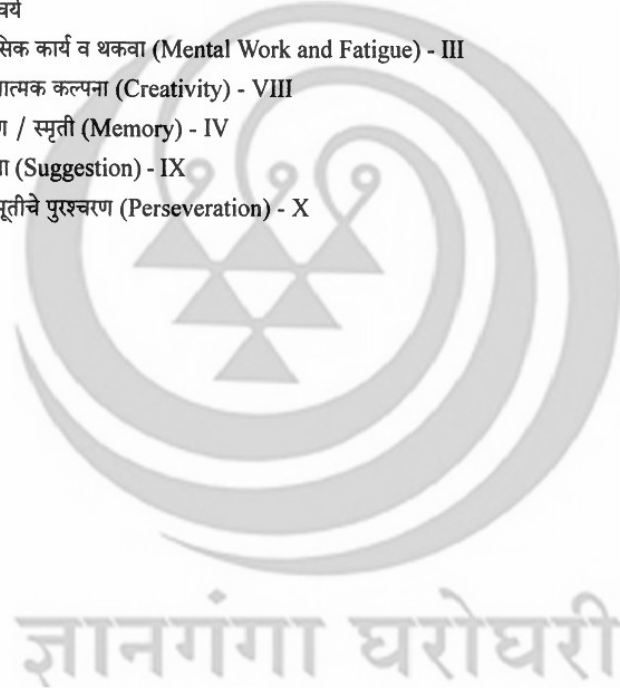 सिक कार्य व थकवा (Mental Work and Fatigue) - III
ात्मक कल्पना (Creativity) - VIII
/ स्मृती (Memory) - IV
(Suggestion) - IX
मूतीचे पुरश्चरण (Perseveration) - X
ज्ञानगंगा घरोघरी